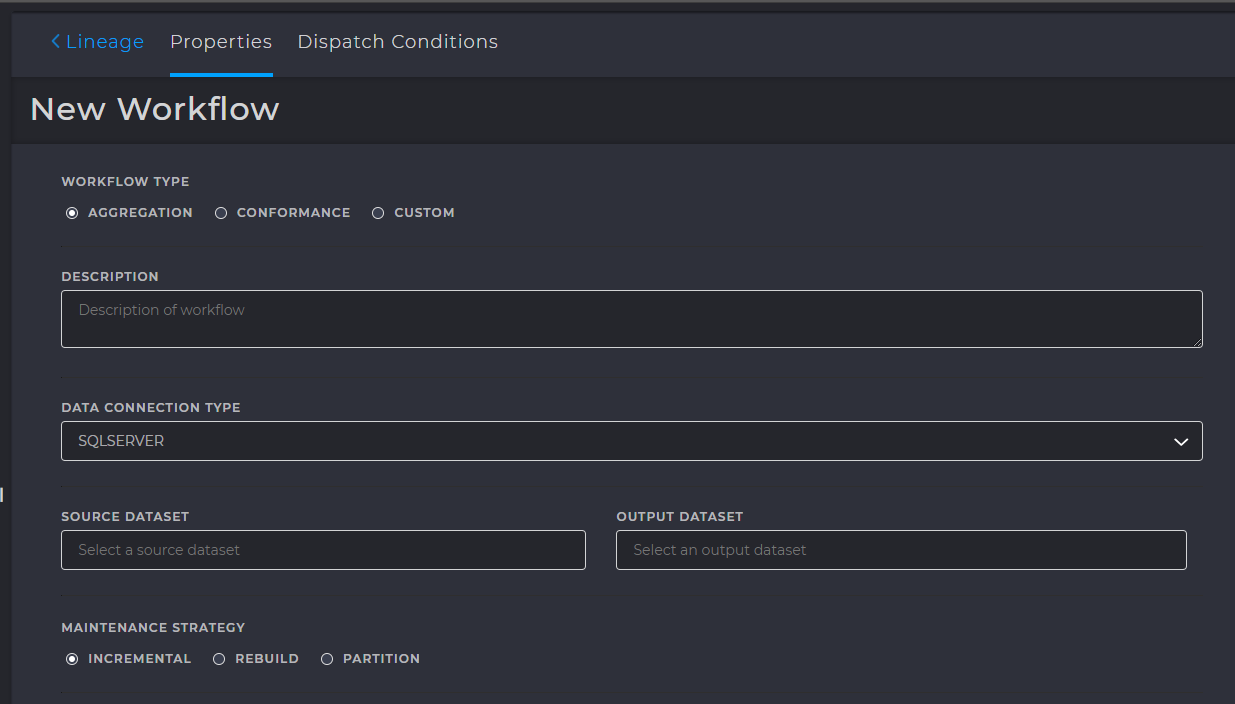 Lineage Properties Dispatch Conditions
New Workflow
WORKFLOW TYPE
AGGREGATION CONFORMANCE CUSTOM
DESCRIPTION
Description of workflow
DATA CONNECTION TYPE
SQLSERVER
SOURCE DATASET OUTPUT DATASET
Select a source dataset Select an output dataset
MAINTENANCE STRATEGY
INCREMENTAL REBUILD PARTITION